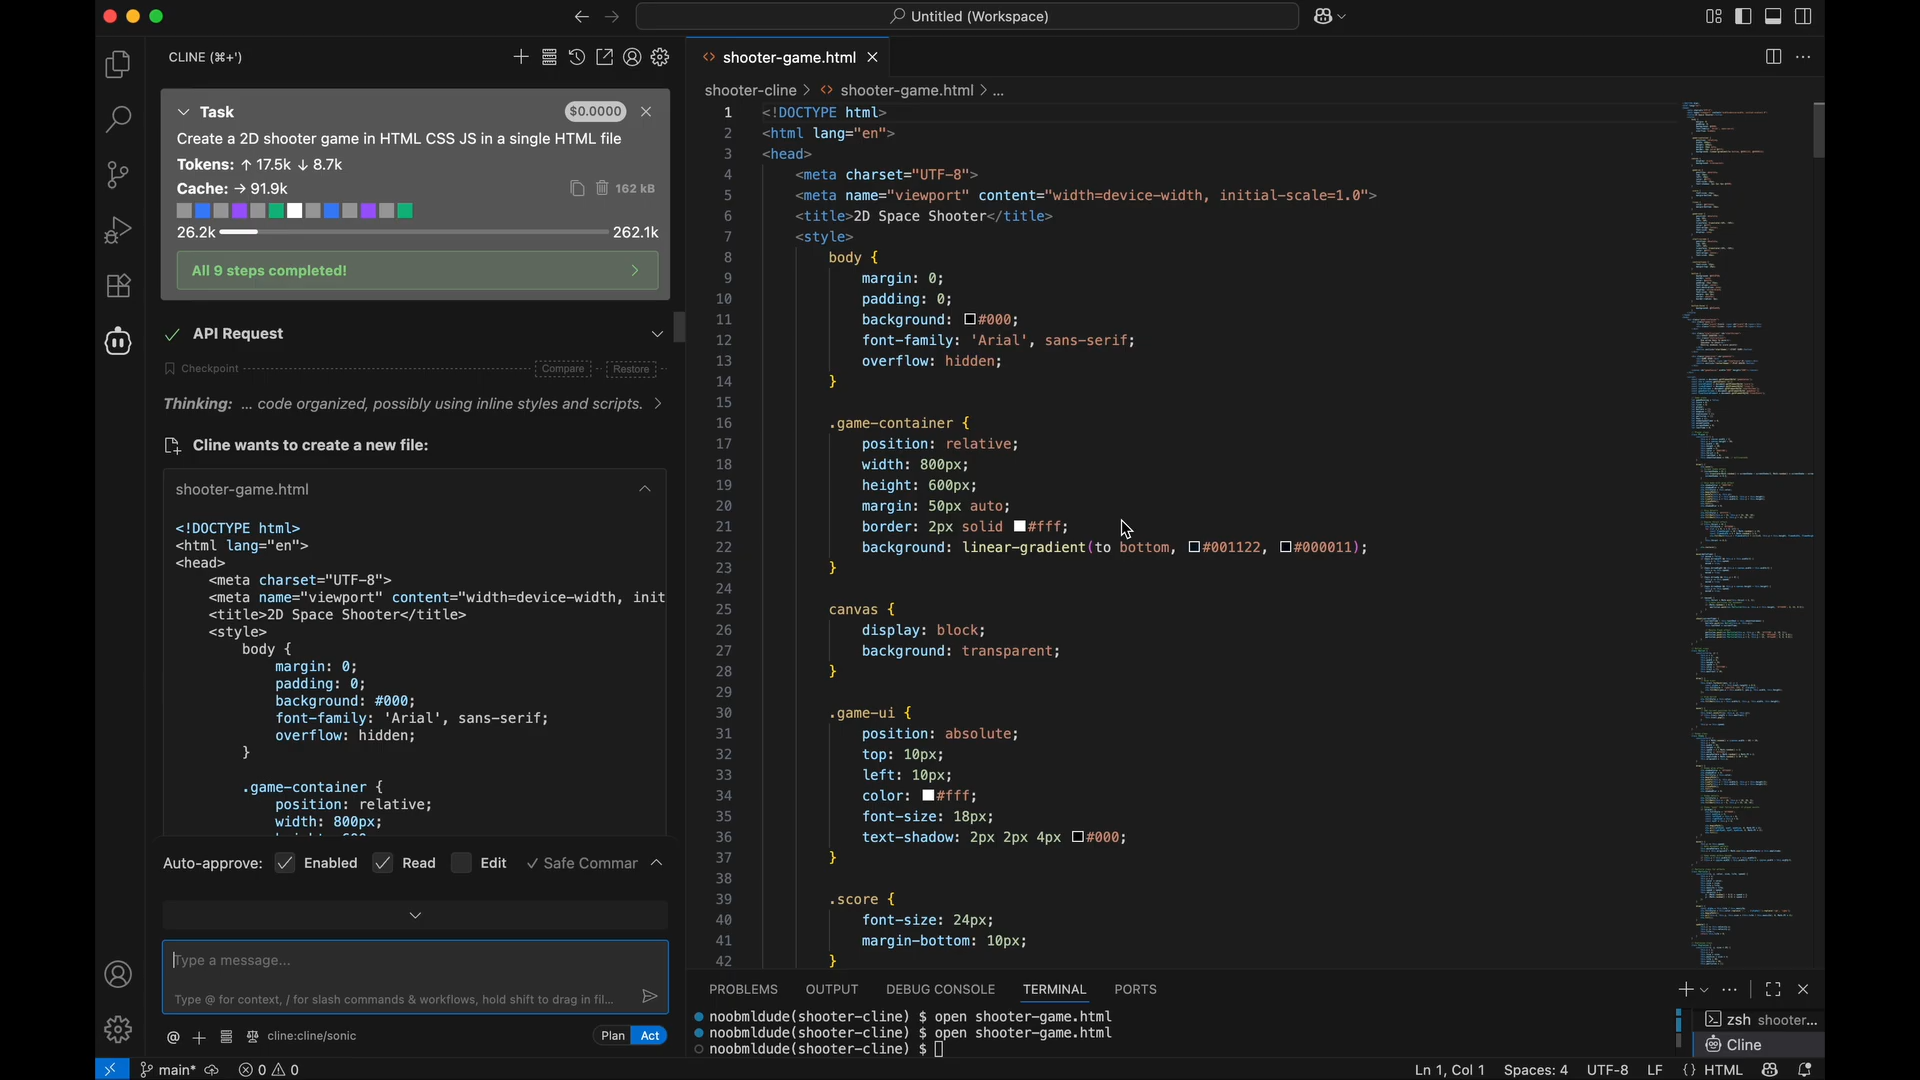 Untitled (Workspace)
CLINE (⌘+')
Task
$0.0000
Create a 2D shooter game in HTML CSS JS in a single HTML file
Tokens: ↑ 17.5k ↓ 8.7k
Cache: → 91.9k
162 kB
26.2k
262.1k
All 9 steps completed!
API Request
Checkpoint
Compare
Restore
Thinking: ... code organized, possibly using inline styles and scripts.
Cline wants to create a new file:
shooter-game.html
<!DOCTYPE html>
<html lang="en">
<head>
<meta charset="UTF-8">
<meta name="viewport" content="width=device-width, init
<title>2D Space Shooter</title>
<style>
body {
margin: 0;
padding: 0;
background: #000;
font-family: 'Arial', sans-serif;
overflow: hidden;
}
.game-container {
position: relative;
width: 800px;
Auto-approve: Enabled Read Edit Safe Commar
Type a message...
Type @ for context, / for slash commands & workflows, hold shift to drag in fil...
@
cline:cline/sonic
Plan Act
shooter-game.html
shooter-cline > shooter-game.html > ...
1 <!DOCTYPE html>
2 <html lang="en">
3 <head>
4 <meta charset="UTF-8">
5 <meta name="viewport" content="width=device-width, initial-scale=1.0">
6 <title>2D Space Shooter</title>
7 <style>
8 body {
9 margin: 0;
10 padding: 0;
11 background: #000;
12 font-family: 'Arial', sans-serif;
13 overflow: hidden;
14 }
15
16 .game-container {
17 position: relative;
18 width: 800px;
19 height: 600px;
20 margin: 50px auto;
21 border: 2px solid #fff;
22 background: linear-gradient(to bottom, #001122, #000011);
23 }
24
25 canvas {
26 display: block;
27 background: transparent;
28 }
29
30 .game-ui {
31 position: absolute;
32 top: 10px;
33 left: 10px;
34 color: #fff;
35 font-size: 18px;
36 text-shadow: 2px 2px 4px #000;
37 }
38
39 .score {
40 font-size: 24px;
41 margin-bottom: 10px;
42 }
PROBLEMS OUTPUT DEBUG CONSOLE TERMINAL PORTS
noobmldude(shooter-cline) $ open shooter-game.html
noobmldude(shooter-cline) $ open shooter-game.html
noobmldude(shooter-cline) $
zsh shooter...
Cline
main* 0 0
Ln 1, Col 1 Spaces: 4 UTF-8 LF {} HTML